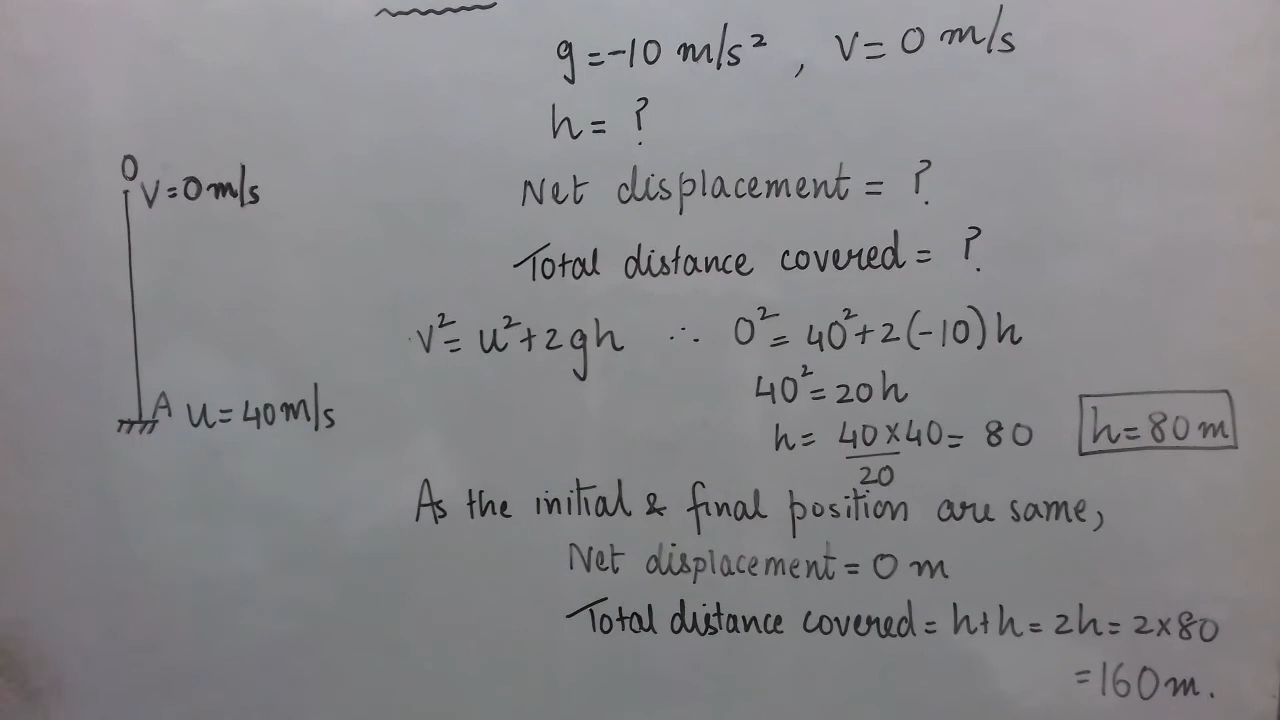 g = -10 m/s², V = 0 m/s
h = ?
O
V = 0 m/s
Net displacement = ?
Total distance covered = ?
V² = u² + 2gh ∴ 0² = 40² + 2(-10)h
40² = 20h
A u = 40 m/s
h = 40×40/20 = 80
h = 80 m
As the initial & final position are same,
Net displacement = 0 m
Total distance covered = h+h = 2h = 2×80
= 160 m.